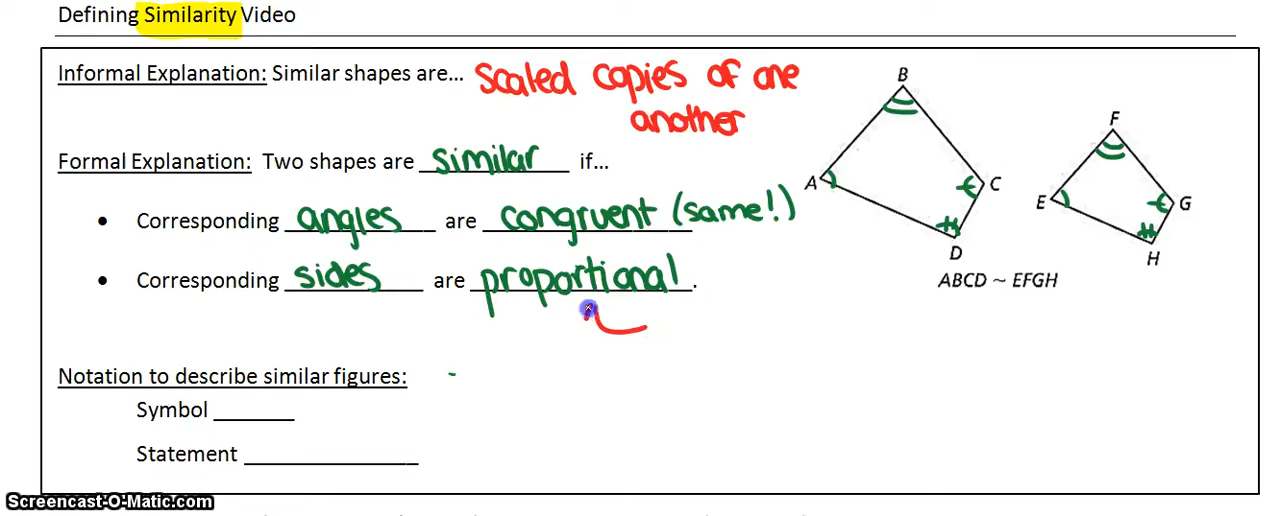 Defining Similarity Video
Informal Explanation: Similar shapes are... scaled copies of one
another
Formal Explanation: Two shapes are similar if...
• Corresponding angles are congruent (same!)
• Corresponding sides are proportional.
Notation to describe similar figures:
Symbol ________
Statement ________________
B
A
C
D
F
E
G
H
ABCD ~ EFGH
Screencast-O-Matic.com